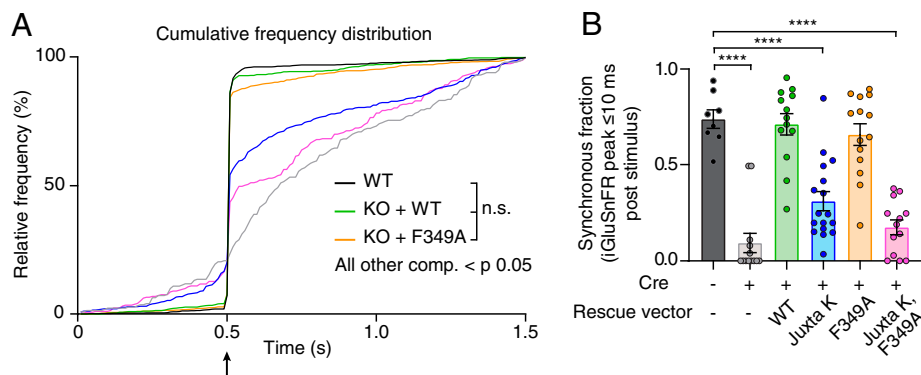 A
Cumulative frequency distribution
Relative frequency (%)
100
50
0
WT
KO + WT
KO + F349A
n.s.
All other comp. < p 0.05
0
0.5
1.0
1.5
Time (s)
B
****
****
****
Synchronous fraction
(iGluSnFR peak ≤10 ms
post stimulus)
1.0
0.5
0.0
Cre - + + + + +
Rescue vector - - WT Juxta K F349A Juxta K, F349A